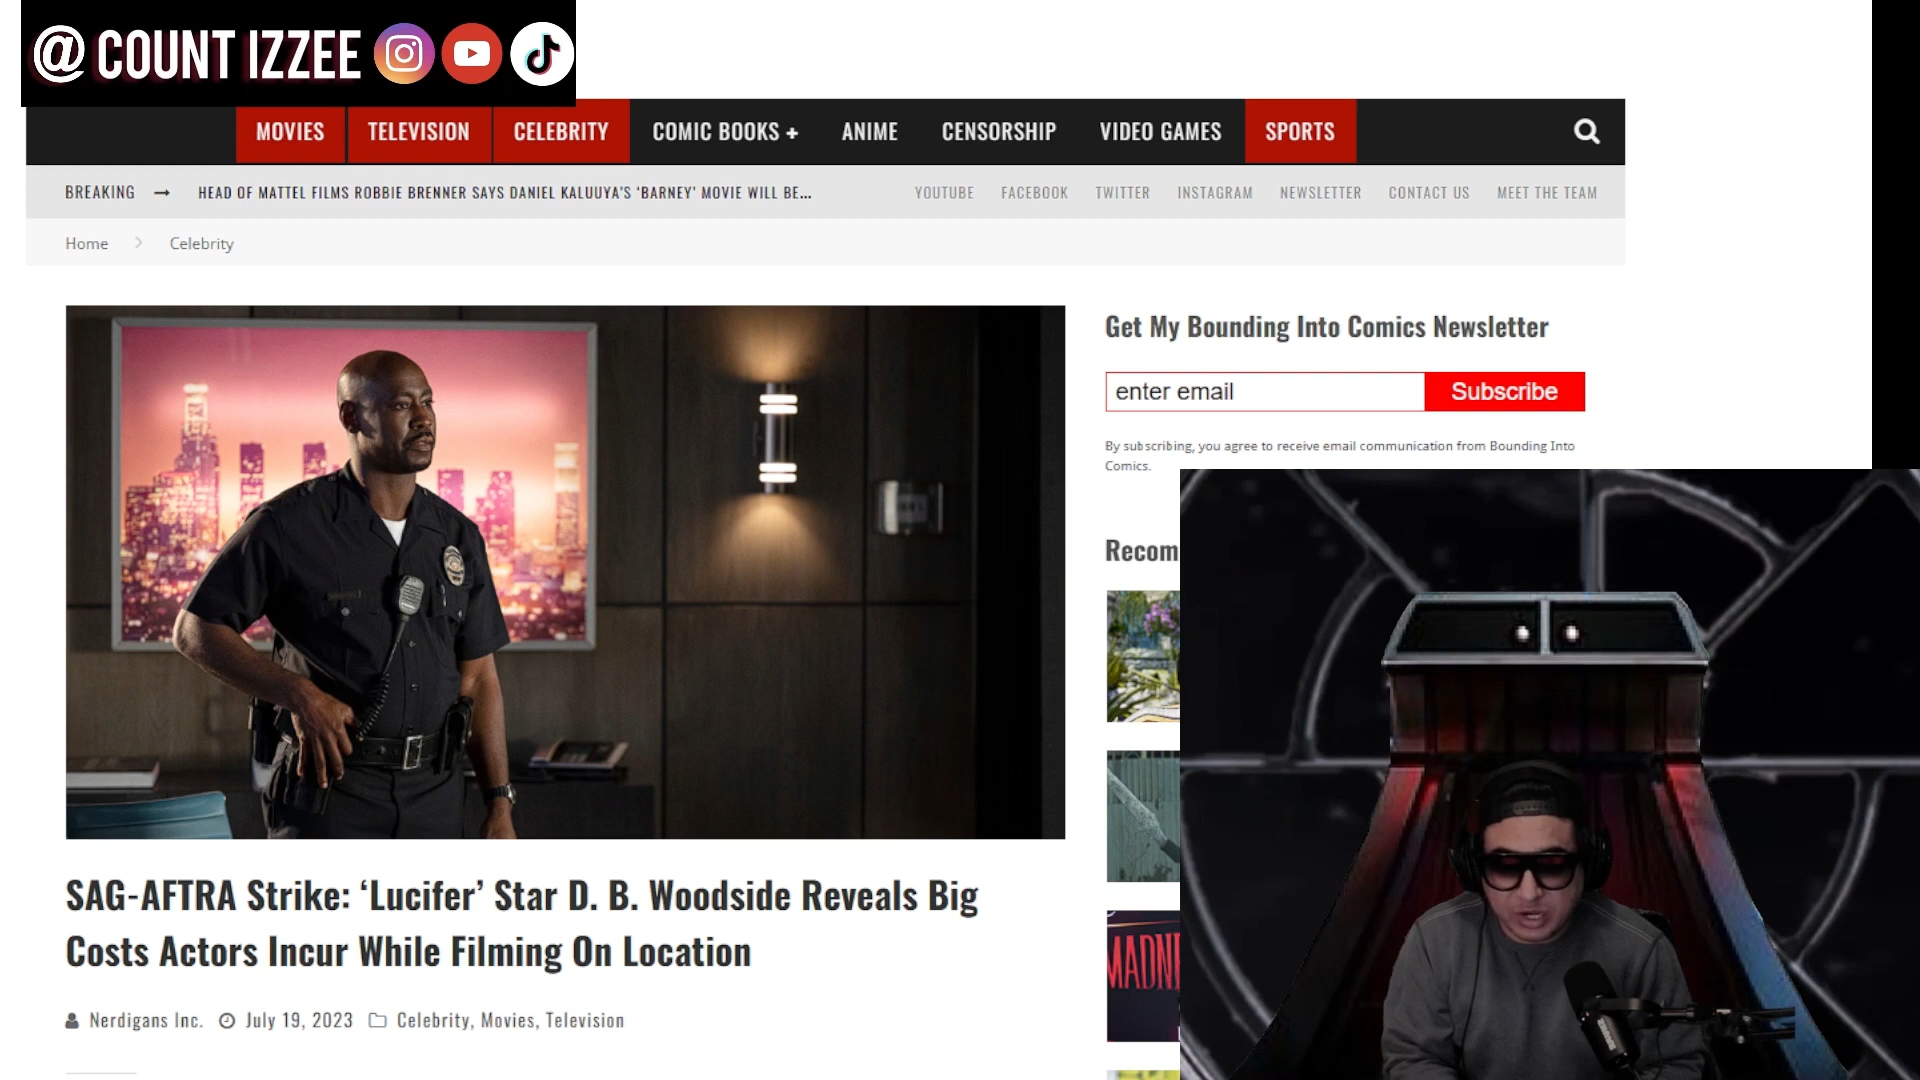 @ COUNT IZZEE
MOVIES TELEVISION CELEBRITY COMIC BOOKS + ANIME CENSORSHIP VIDEO GAMES SPORTS
BREAKING → HEAD OF MATTEL FILMS ROBBIE BRENNER SAYS DANIEL KALUUYA'S 'BARNEY' MOVIE WILL BE... YOUTUBE FACEBOOK TWITTER INSTAGRAM NEWSLETTER CONTACT US MEET THE TEAM
Home > Celebrity
Get My Bounding Into Comics Newsletter
enter email Subscribe
By subscribing, you agree to receive email communication from Bounding Into
Comics.
Recom
MADNE
SAG-AFTRA Strike: ‘Lucifer’ Star D. B. Woodside Reveals Big
Costs Actors Incur While Filming On Location
Nerdigans Inc. July 19, 2023 Celebrity, Movies, Television